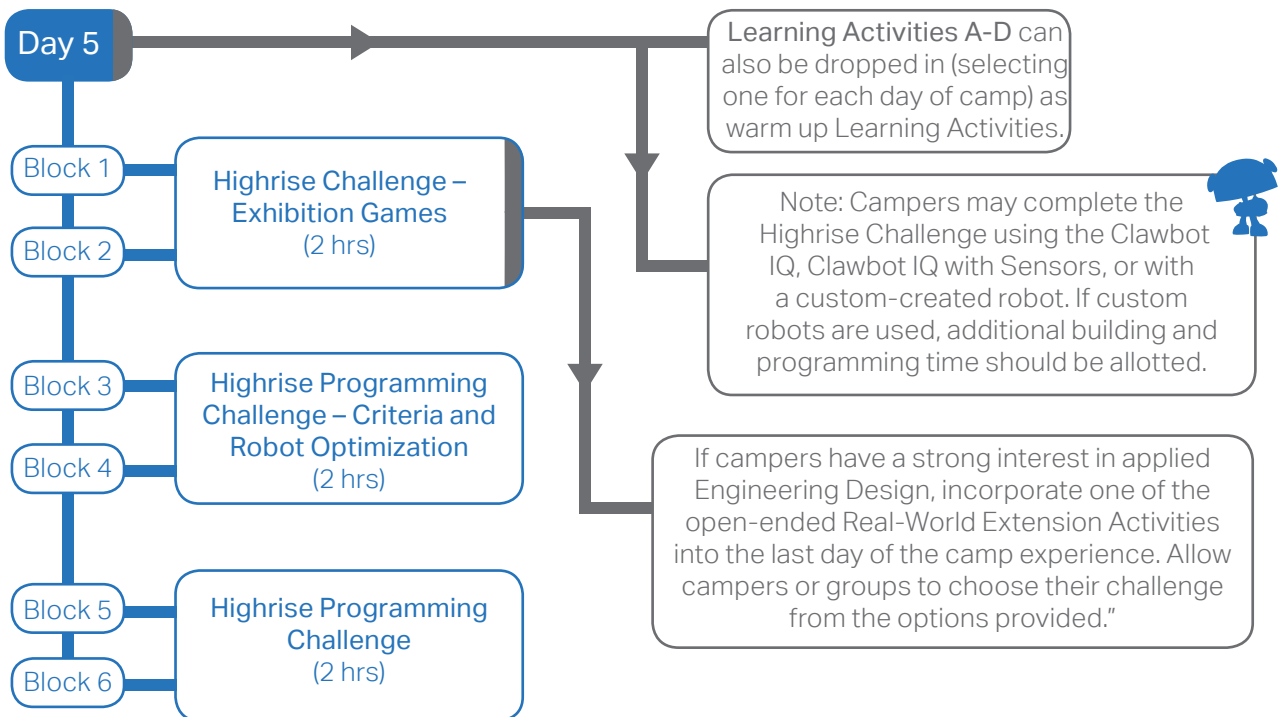 Day 5
Learning Activities A-D can
also be dropped in (selecting
one for each day of camp) as
warm up Learning Activities.
Block 1
Block 2
Highrise Challenge –
Exhibition Games
(2 hrs)
Note: Campers may complete the
Highrise Challenge using the Clawbot
IQ, Clawbot IQ with Sensors, or with
a custom-created robot. If custom
robots are used, additional building and
programming time should be allotted.
Block 3
Block 4
Highrise Programming
Challenge – Criteria and
Robot Optimization
(2 hrs)
If campers have a strong interest in applied
Engineering Design, incorporate one of the
open-ended Real-World Extension Activities
into the last day of the camp experience. Allow
campers or groups to choose their challenge
from the options provided.”
Block 5
Block 6
Highrise Programming
Challenge
(2 hrs)